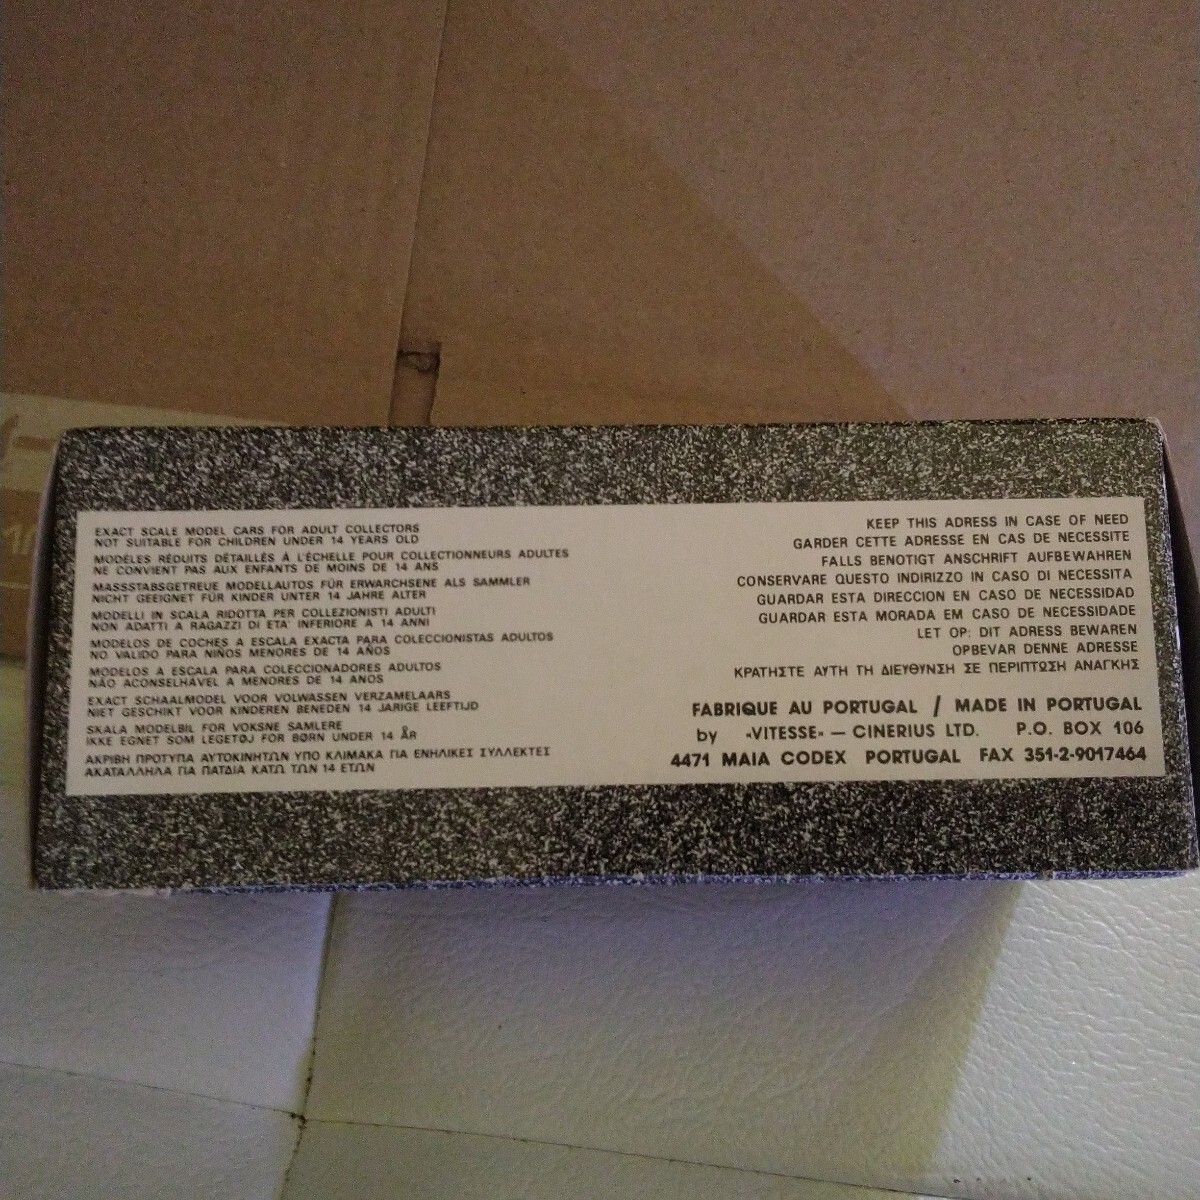 EXACT SCALE MODEL CARS FOR ADULT COLLECTORS
NOT SUITABLE FOR CHILDREN UNDER 14 YEARS OLD
MODÈLES RÉDUITS DÉTAILLÉS À L'ÉCHELLE POUR COLLECTIONNEURS ADULTES
NE CONVIENT PAS AUX ENFANTS DE MOINS DE 14 ANS
MASSSTABSGETREUE MODELLAUTOS FÜR ERWARCHSENE ALS SAMMLER
NICHT GEEIGNET FÜR KINDER UNTER 14 JAHRE ALTER
MODELLI IN SCALA RIDOTTA PER COLLEZIONISTI ADULTI
NON ADATTI A RAGAZZI DI ETA' INFERIORE A 14 ANNI
MODELOS DE COCHES A ESCALA EXACTA PARA COLECCIONISTAS ADULTOS
NO VALIDO PARA NIÑOS MENORES DE 14 AÑOS
MODELOS A ESCALA PARA COLECCIONADORES ADULTOS
NÃO ACONSELHÁVEL A MENORES DE 14 ANOS
EXACT SCHAALMODEL VOOR VOLWASSEN VERZAMELAARS
NIET GESCHIKT VOOR KINDEREN BENEDEN 14 JARIGE LEEFTIJD
SKALA MODELBIL FOR VOKSNE SAMLERE
IKKE EGNET SOM LEGETØJ FOR BØRN UNDER 14 ÅR
ΑΚΡΙΒΗ ΠΡΟΤΥΠΑ ΑΥΤΟΚΙΝΗΤΩΝ ΥΠΟ ΚΛΙΜΑΚΑ ΓΙΑ ΕΝΗΛΙΚΕΣ ΣΥΛΛΕΚΤΕΣ
ΑΚΑΤΑΛΛΗΛΑ ΓΙΑ ΠΑΤΔΙΑ ΚΑΤΩ ΤΩΝ 14 ΕΤΩΝ
KEEP THIS ADRESS IN CASE OF NEED
GARDER CETTE ADRESSE EN CAS DE NECESSITE
FALLS BENOTIGT ANSCHRIFT AUFBEWAHREN
CONSERVARE QUESTO INDIRIZZO IN CASO DI NECESSITA
GUARDAR ESTA DIRECCION EN CASO DE NECESSIDAD
GUARDAR ESTA MORADA EM CASO DE NECESSIDADE
LET OP: DIT ADRESS BEWAREN
OPBEVAR DENNE ADRESSE
ΚΡΑΤΗΣΤΕ ΑΥΤΗ ΤΗ ΔΙΕΥΘΥΝΣΗ ΣΕ ΠΕΡΙΠΤΩΣΗ ΑΝΑΓΚΗΣ
FABRIQUE AU PORTUGAL / MADE IN PORTUGAL
by «VITESSE» — CINERIUS LTD. P.O. BOX 106
4471 MAIA CODEX PORTUGAL FAX 351-2-9017464